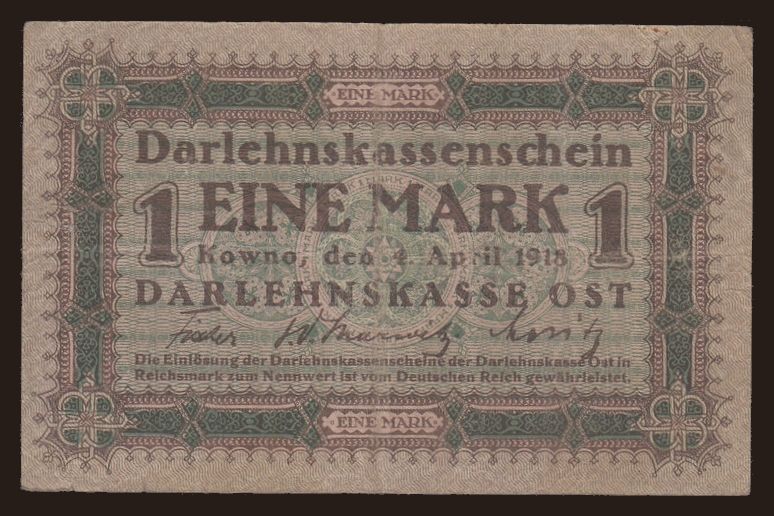 EINE MARK
Darlehnskassenschein
1 EINE MARK 1
Kowno, den 4. April 1918
DARLEHNSKASSE OST
Die Einlösung der Darlehnskassenscheine der Darlehnskasse Ost in
Reichsmark zum Nennwert ist vom Deutschen Reich gewährleistet.
EINE MARK